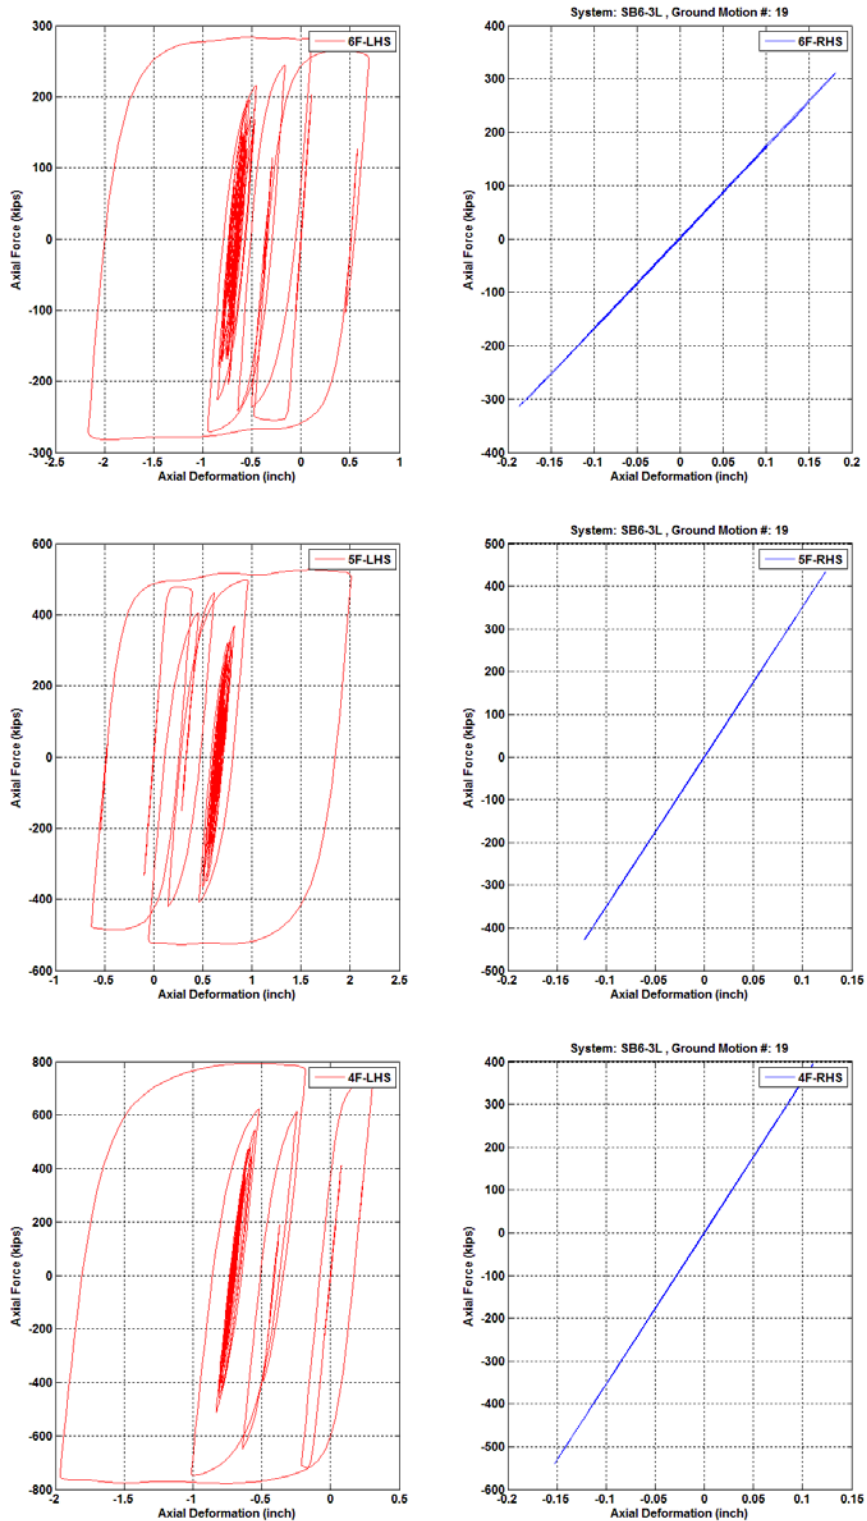 6F-LHS
Axial Force (kips)
300
200
100
0
-100
-200
-300
-2.5 -2 -1.5 -1 -0.5 0 0.5 1
Axial Deformation (inch)
System: SB6-3L , Ground Motion #: 19
6F-RHS
Axial Force (kips)
400
300
200
100
0
-100
-200
-300
-400
-0.2 -0.15 -0.1 -0.05 0 0.05 0.1 0.15 0.2
Axial Deformation (inch)
5F-LHS
Axial Force (kips)
600
400
200
0
-200
-400
-600
-1 -0.5 0 0.5 1 1.5 2 2.5
Axial Deformation (inch)
System: SB6-3L , Ground Motion #: 19
5F-RHS
Axial Force (kips)
500
400
300
200
100
0
-100
-200
-300
-400
-500
-0.2 -0.15 -0.1 -0.05 0 0.05 0.1 0.15
Axial Deformation (inch)
4F-LHS
Axial Force (kips)
800
600
400
200
0
-200
-400
-600
-800
-2 -1.5 -1 -0.5 0 0.5
Axial Deformation (inch)
System: SB6-3L , Ground Motion #: 19
4F-RHS
Axial Force (kips)
400
300
200
100
0
-100
-200
-300
-400
-500
-600
-0.2 -0.15 -0.1 -0.05 0 0.05 0.1 0.15
Axial Deformation (inch)